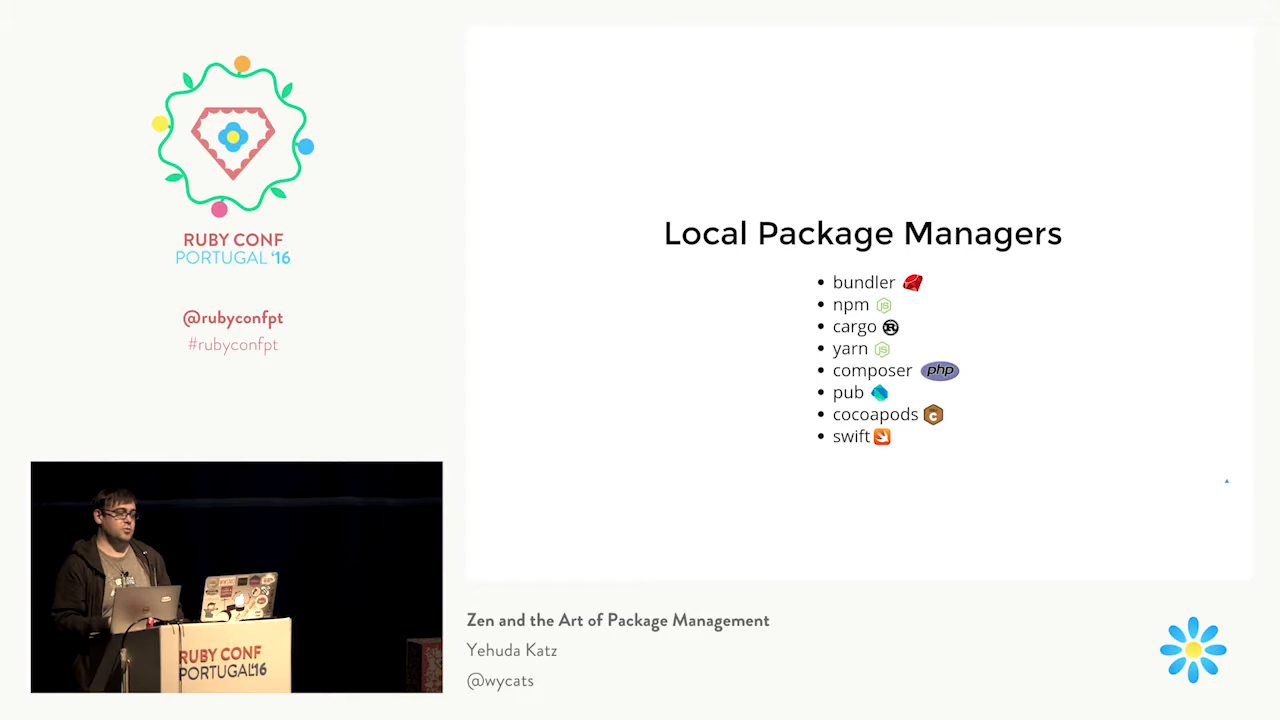 RUBY CONF
PORTUGAL '16
@rubyconfpt
#rubyconfpt
Local Package Managers
bundler
npm
cargo
yarn
composer php
pub
cocoapods
swift
RUBY CONF
PORTUGAL'16
Zen and the Art of Package Management
Yehuda Katz
@wycats